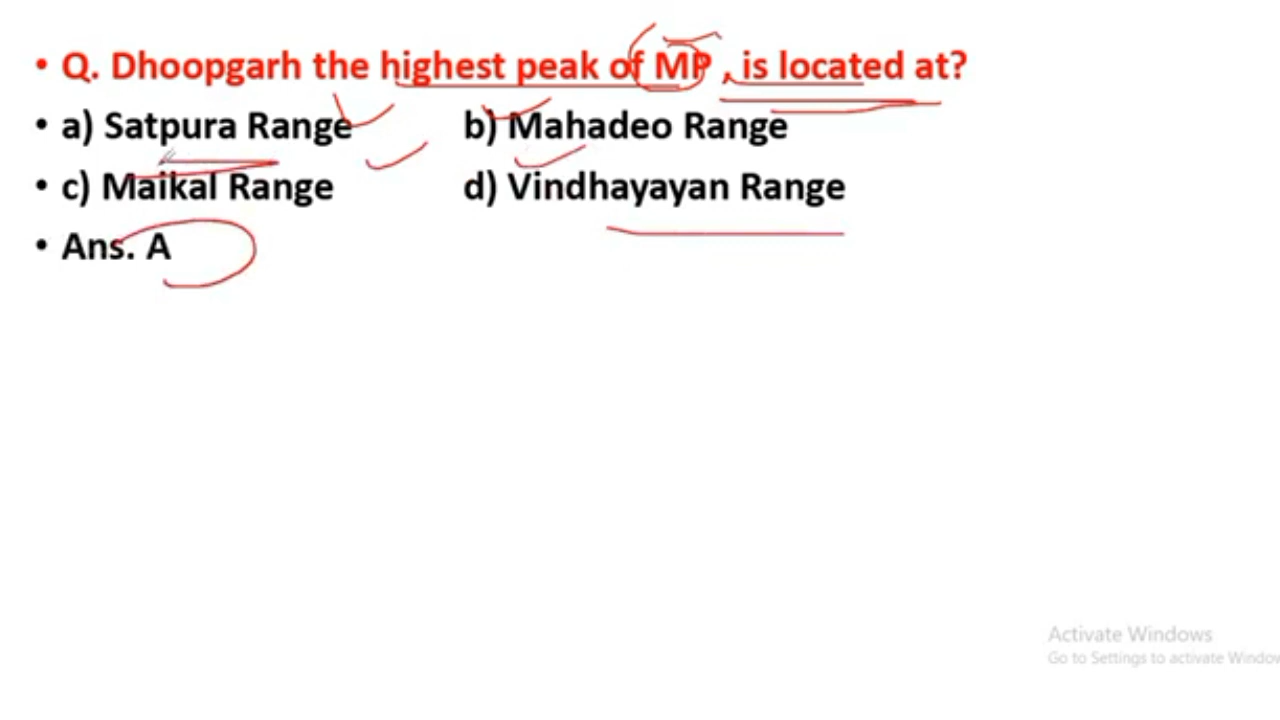 • Q. Dhoopgarh the highest peak of MP , is located at?
• a) Satpura Range b) Mahadeo Range
• c) Maikal Range d) Vindhayayan Range
• Ans. A
Activate Windows
Go to Settings to activate Window